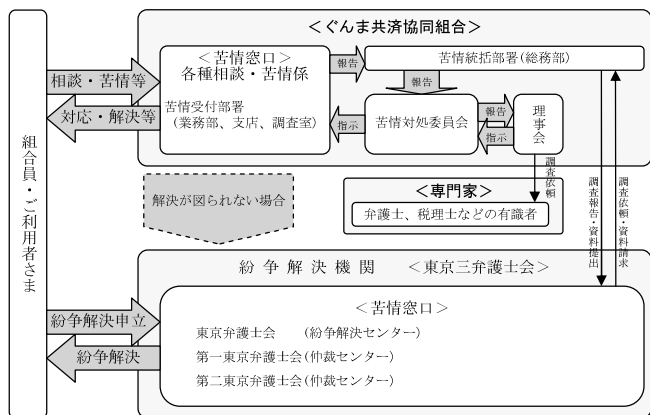 ＜ぐんま共済協同組合＞
組合員・ご利用者さま
相談・苦情等
対応・解決等
＜苦情窓口＞
各種相談・苦情係
苦情受付部署
(業務部、支店、調査室)
報告
苦情統括部署(総務部)
報告
指示
苦情対処委員会
報告
指示
理事会
調査依頼
＜専門家＞
弁護士、税理士などの有識者
調査報告・資料提出
調査依頼・資料請求
解決が図られない場合
紛争解決機関　＜東京三弁護士会＞
紛争解決申立
紛争解決
＜苦情窓口＞
東京弁護士会　　(紛争解決センター)
第一東京弁護士会(仲裁センター)
第二東京弁護士会(仲裁センター)